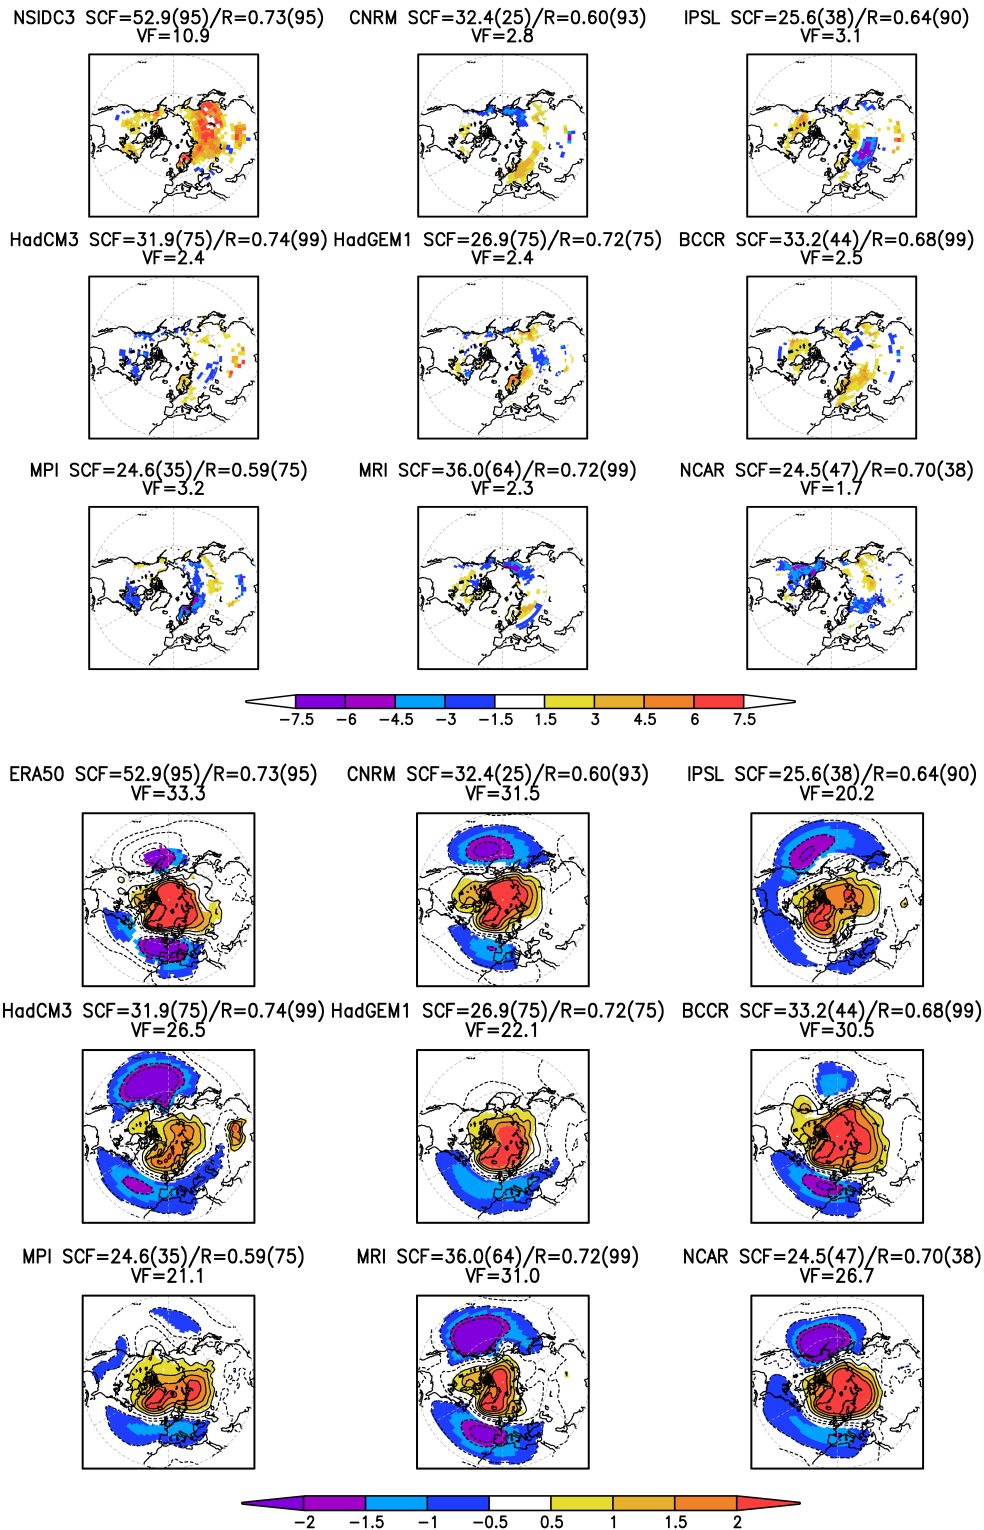 NSIDC3 SCF=52.9(95)/R=0.73(95)
VF=10.9
CNRM SCF=32.4(25)/R=0.60(93)
VF=2.8
IPSL SCF=25.6(38)/R=0.64(90)
VF=3.1
HadCM3 SCF=31.9(75)/R=0.74(99)
VF=2.4
HadGEM1 SCF=26.9(75)/R=0.72(75)
VF=2.4
BCCR SCF=33.2(44)/R=0.68(99)
VF=2.5
MPI SCF=24.6(35)/R=0.59(75)
VF=3.2
MRI SCF=36.0(64)/R=0.72(99)
VF=2.3
NCAR SCF=24.5(47)/R=0.70(38)
VF=1.7
-7.5 -6 -4.5 -3 -1.5 1.5 3 4.5 6 7.5
ERA50 SCF=52.9(95)/R=0.73(95)
VF=33.3
CNRM SCF=32.4(25)/R=0.60(93)
VF=31.5
IPSL SCF=25.6(38)/R=0.64(90)
VF=20.2
HadCM3 SCF=31.9(75)/R=0.74(99)
VF=26.5
HadGEM1 SCF=26.9(75)/R=0.72(75)
VF=22.1
BCCR SCF=33.2(44)/R=0.68(99)
VF=30.5
MPI SCF=24.6(35)/R=0.59(75)
VF=21.1
MRI SCF=36.0(64)/R=0.72(99)
VF=31.0
NCAR SCF=24.5(47)/R=0.70(38)
VF=26.7
-2 -1.5 -1 -0.5 0.5 1 1.5 2